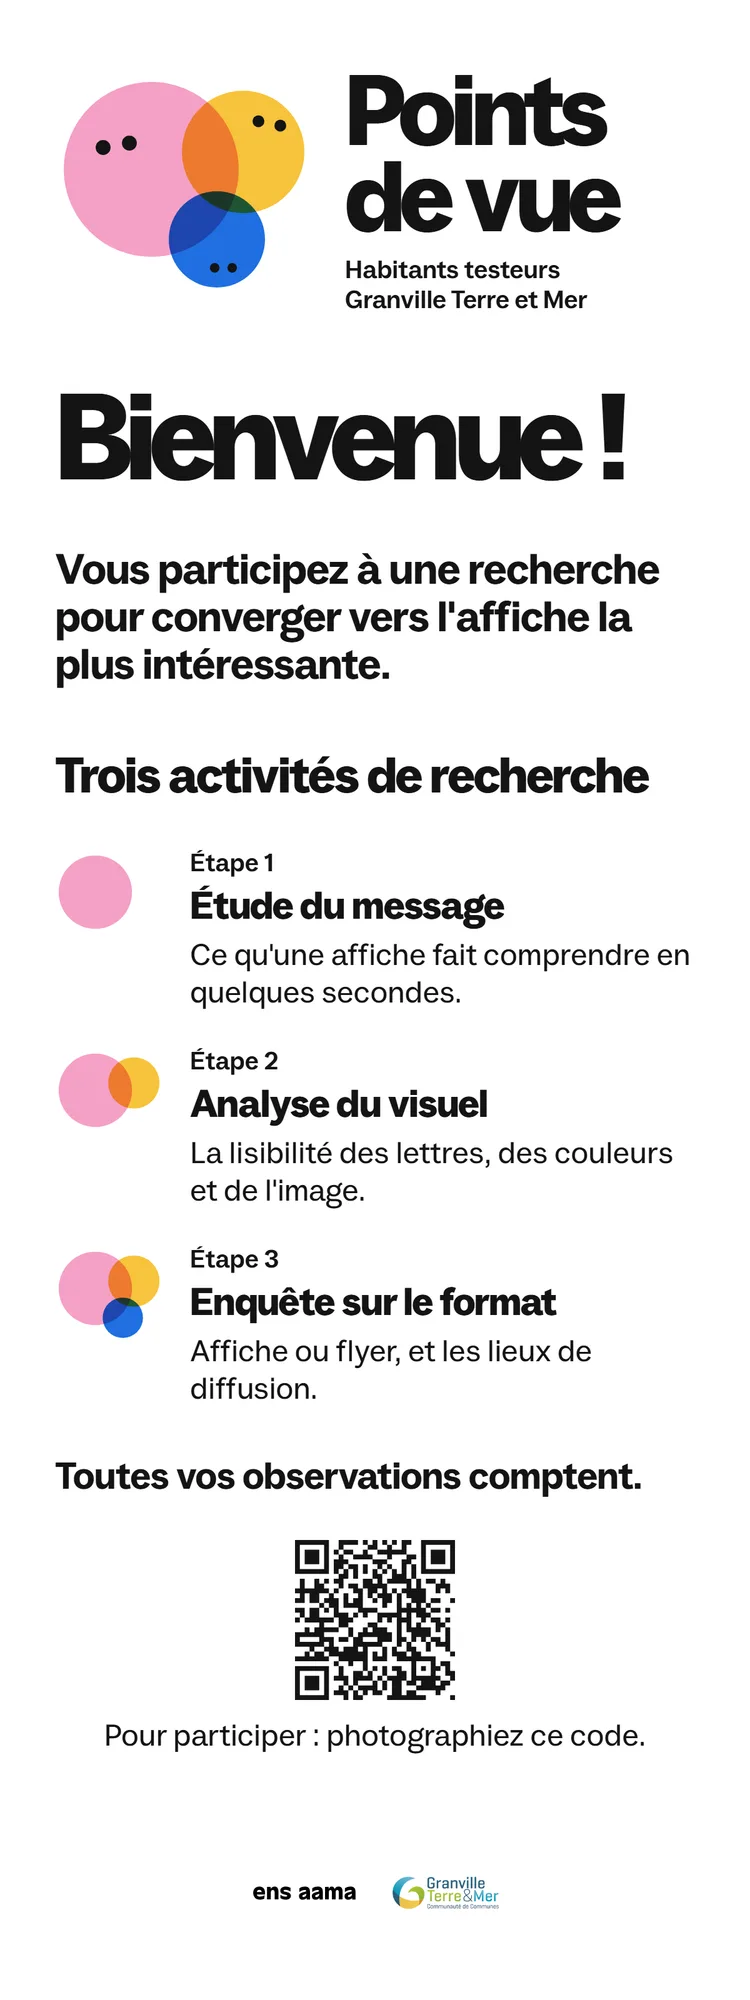 Points
de vue
Habitants testeurs
Granville Terre et Mer
Bienvenue !
Vous participez à une recherche
pour converger vers l'affiche la
plus intéressante.
Trois activités de recherche
Étape 1
Étude du message
Ce qu'une affiche fait comprendre en
quelques secondes.
Étape 2
Analyse du visuel
La lisibilité des lettres, des couleurs
et de l'image.
Étape 3
Enquête sur le format
Affiche ou flyer, et les lieux de
diffusion.
Toutes vos observations comptent.
Pour participer : photographiez ce code.
ens aama
Granville
Terre&Mer
Communauté de Communes